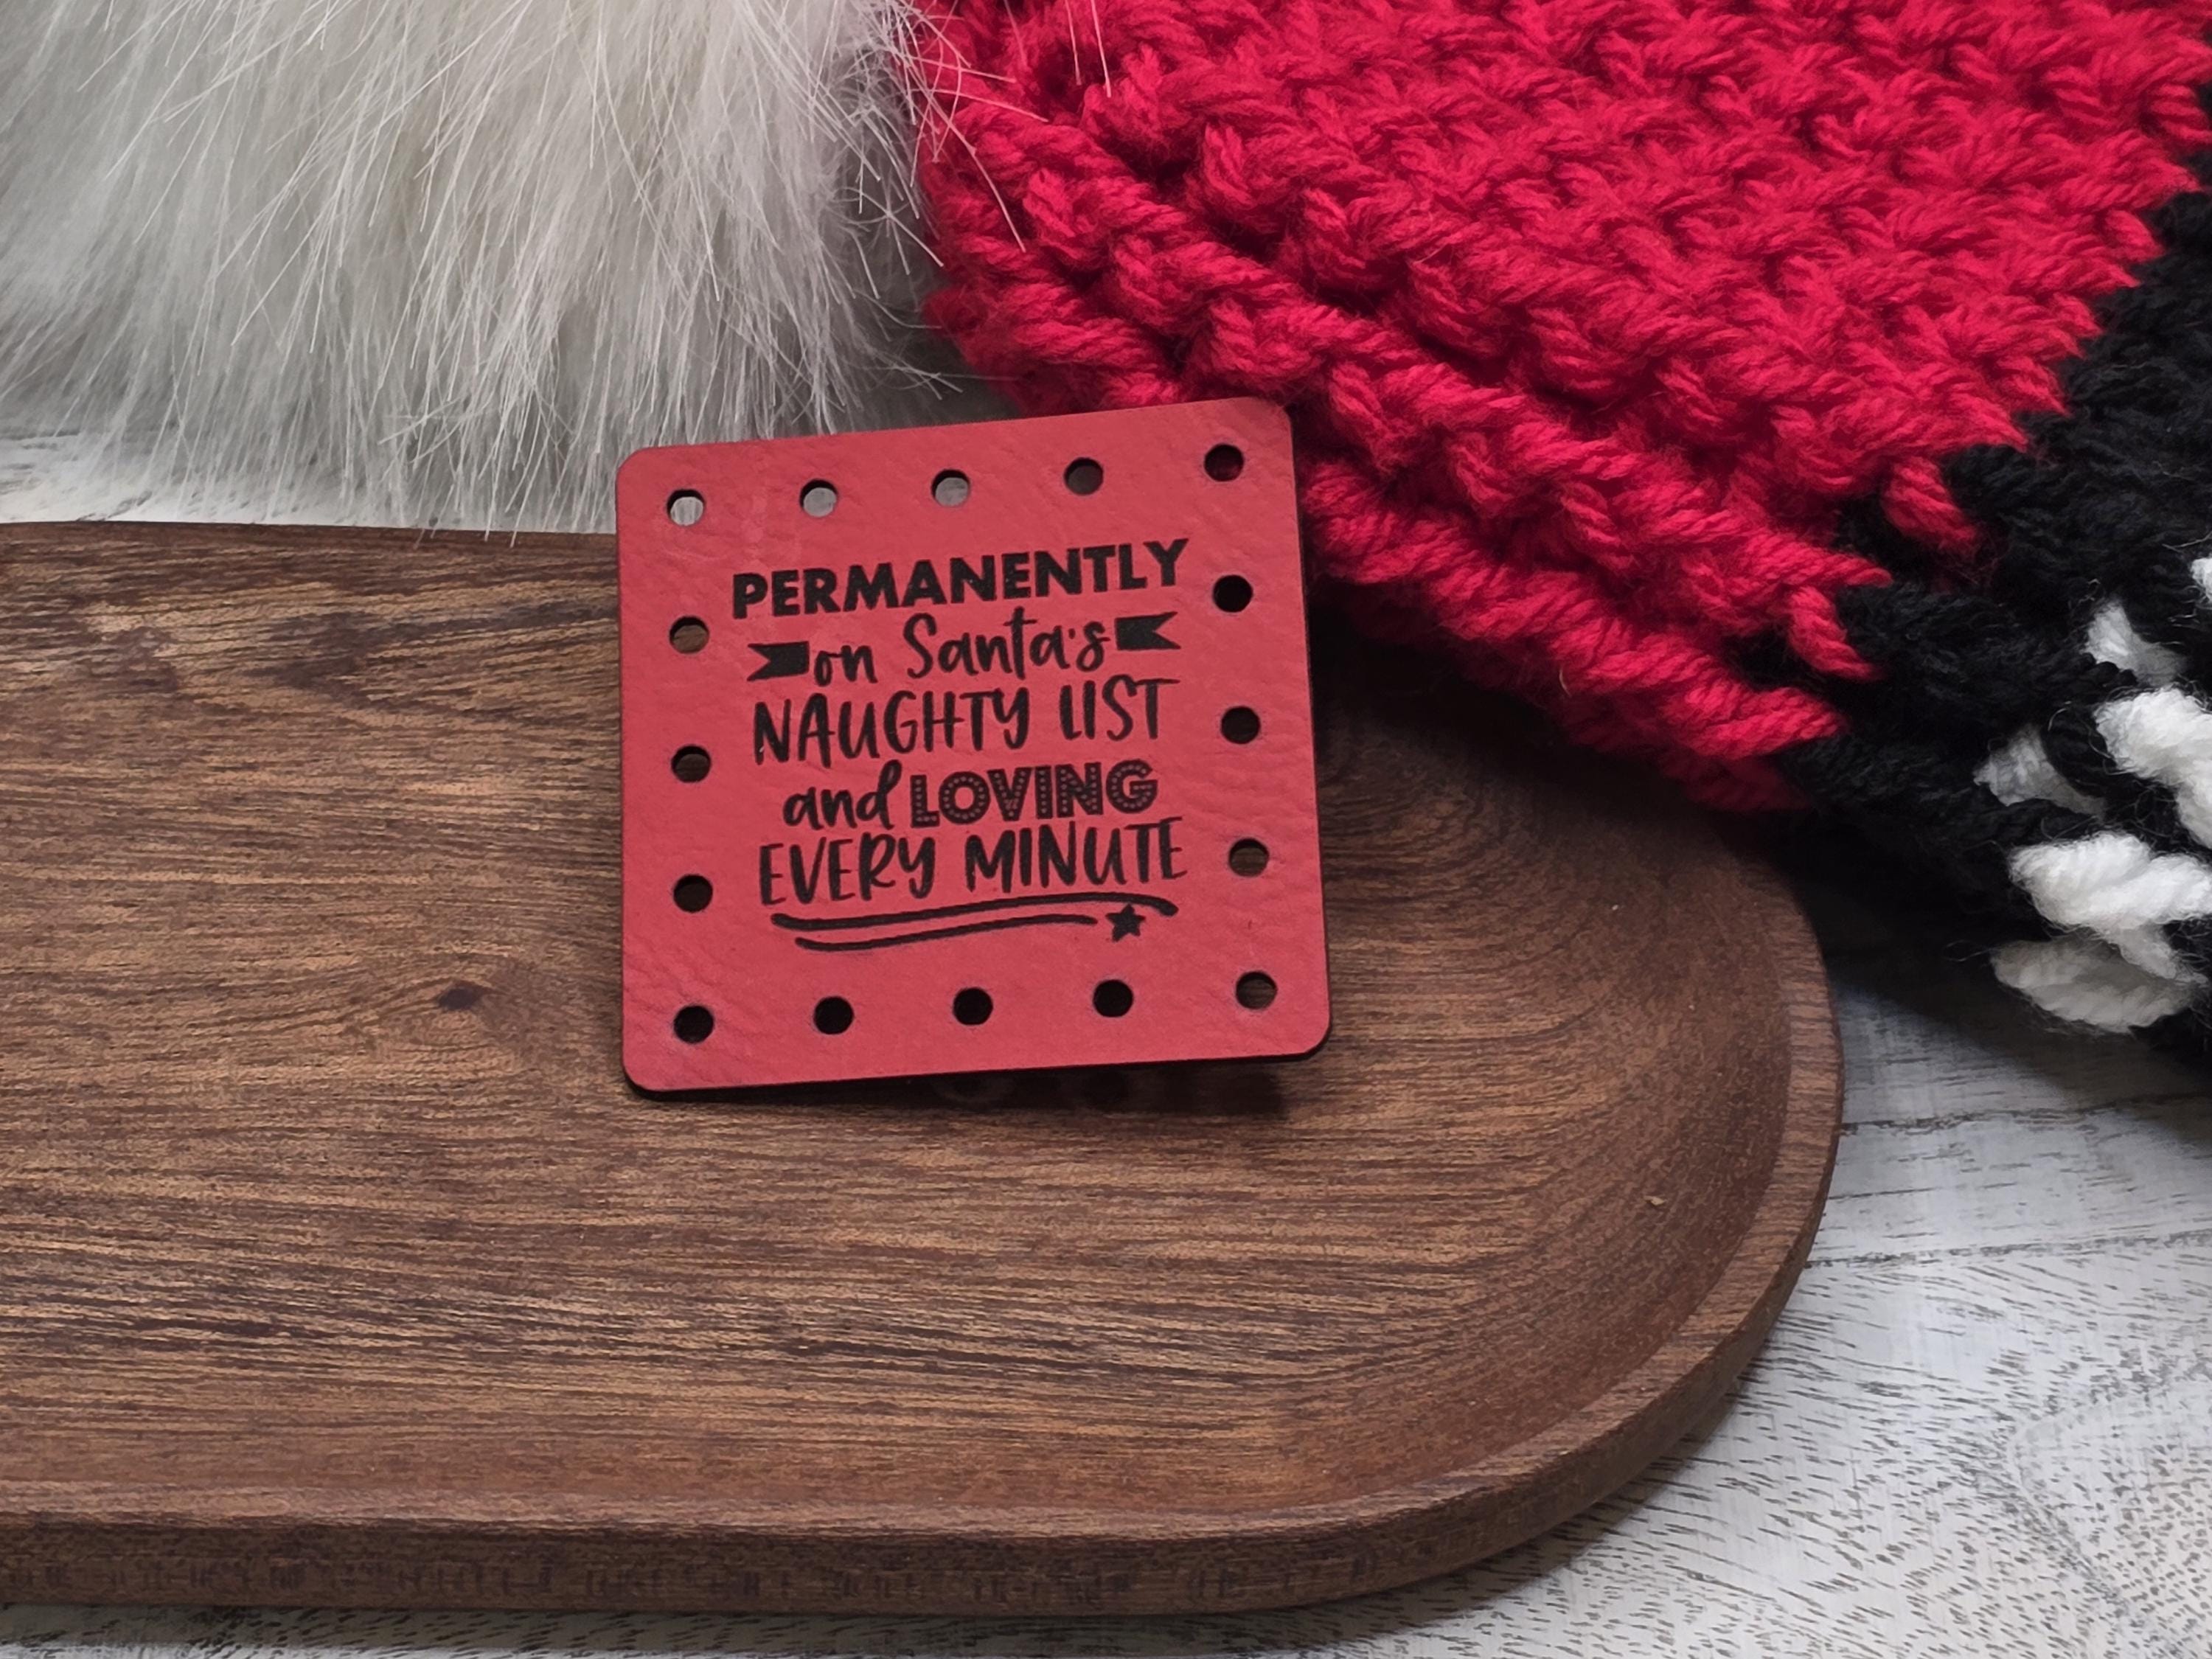 PERMANENTLY
on Santa's
NAUGHTY LIST
and LOVING
EVERY MINUTE